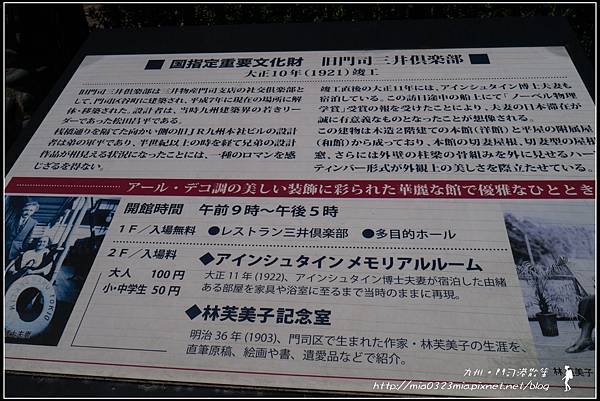 ■国指定重要文化財 旧門司三井倶楽部■
大正10年(1921)竣工
旧門司三井倶楽部は三井物産門司支店の社交倶楽部と
して、門司区谷町に建築され、平成7年に現在の場所に解
体・移築された。設計者は、当時九州建築界の若きリー
ダーであった松田昌平である。
桟橋通りを隔てた向かい側の旧JR九州本社ビルの設計
者は弟の軍平であり、半世紀以上の時を経て兄弟の設計
作品が相見える状況になったことには、一種のロマンを感
じざるを得ない。
竣工直後の大正11年には、アインシュタイン博士夫妻も
宿泊している。この訪日途中の船上にて「ノーベル物理
学賞」受賞の報を受けたことにより、夫妻の日本滞在が
誠に有意義なものとなったことが想像される。
この建物は木造2階建ての本館(洋館)と平屋の附属屋
(和館)から成っており、本館の切妻屋根、切妻型の屋根
窓、さらには外壁の柱梁の骨組みを外に見せるハー
ティンバー形式が外観上の美しさを際立たせている。
アール・デコ調の美しい装飾に彩られた華麗な館で優雅なひととき
開館時間 午前9時～午後5時
1F／入場無料 ●レストラン三井倶楽部 ●多目的ホール
2F／入場有料
大人 100円
小・中学生 50円
◆アインシュタイン メモリアルルーム
大正11年(1922)、アインシュタイン博士夫妻が宿泊した由緒
ある部屋を家具や浴室に至るまで当時のままに再現。
◆林芙美子記念室
明治36年(1903)、門司区で生まれた作家・林芙美子の生涯を、
直筆原稿、絵画や書、遺愛品などで紹介。
林芙美子
九州・門司港散策
http://mia0323mia.pixnet.net/blog